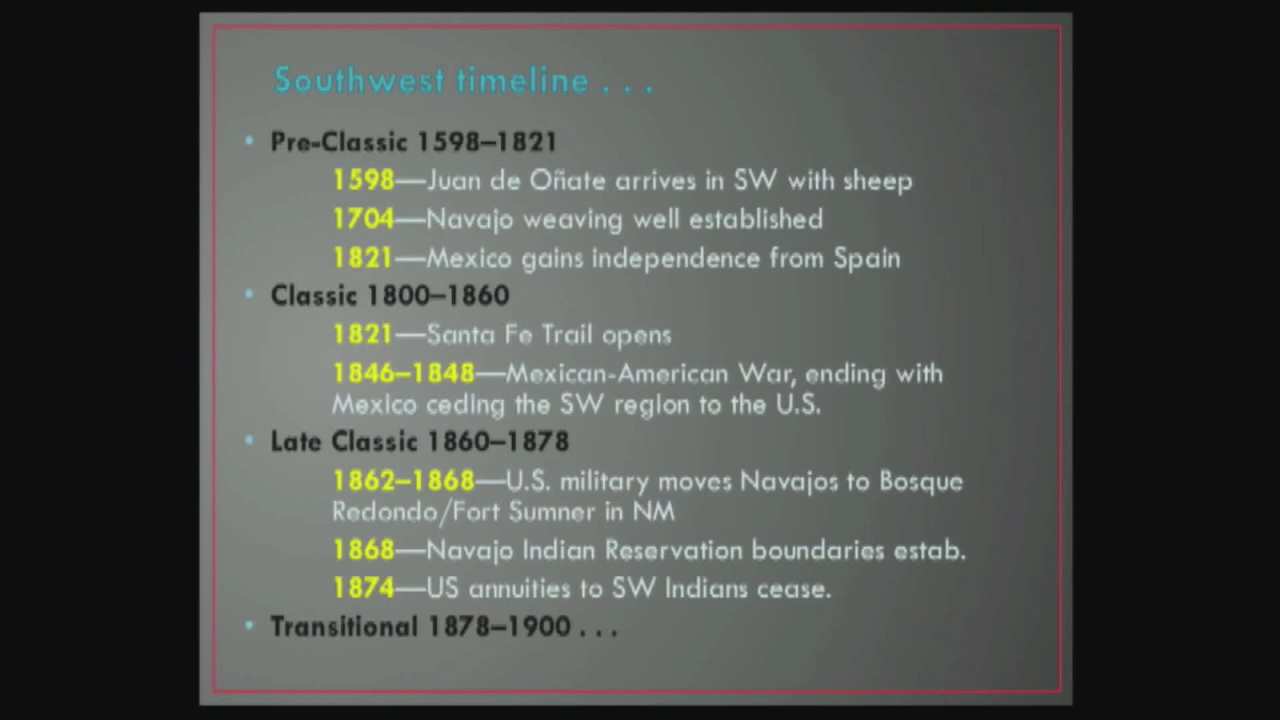 Southwest timeline . . .
• Pre-Classic 1598–1821
1598—Juan de Oñate arrives in SW with sheep
1704—Navajo weaving well established
1821—Mexico gains independence from Spain
• Classic 1800–1860
1821—Santa Fe Trail opens
1846–1848—Mexican-American War, ending with
Mexico ceding the SW region to the U.S.
• Late Classic 1860–1878
1862–1868—U.S. military moves Navajos to Bosque
Redondo/Fort Sumner in NM
1868—Navajo Indian Reservation boundaries estab.
1874—US annuities to SW Indians cease.
• Transitional 1878–1900 . . .